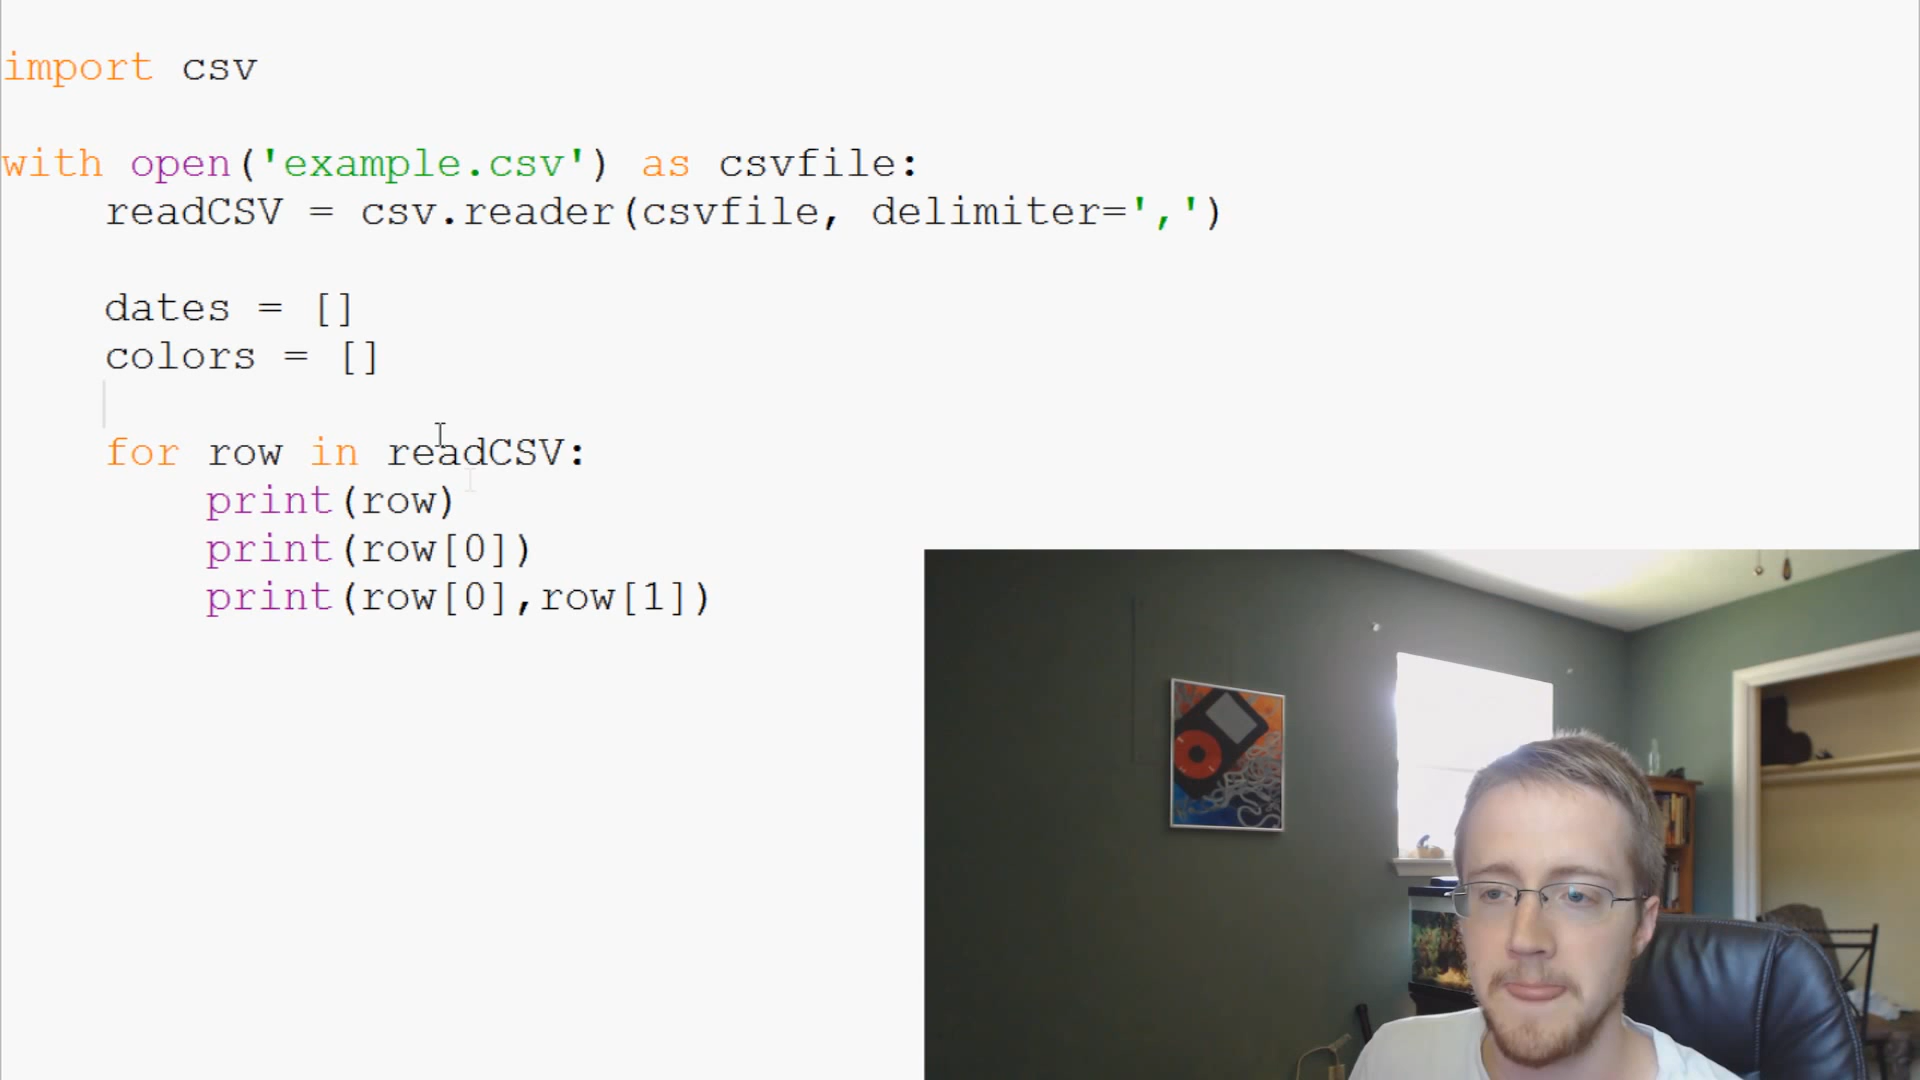 import csv
with open('example.csv') as csvfile:
readCSV = csv.reader(csvfile, delimiter=',')
dates = []
colors = []
for row in readCSV:
print(row)
print(row[0])
print(row[0],row[1])